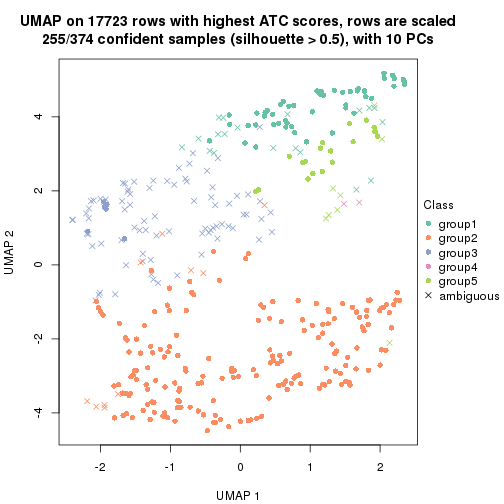 UMAP on 17723 rows with highest ATC scores, rows are scaled
255/374 confident samples (silhouette > 0.5), with 10 PCs
4
2
0
-2
-4
UMAP 2
-2
-1
0
1
2
UMAP 1
Class
group1
group2
group3
group4
group5
ambiguous